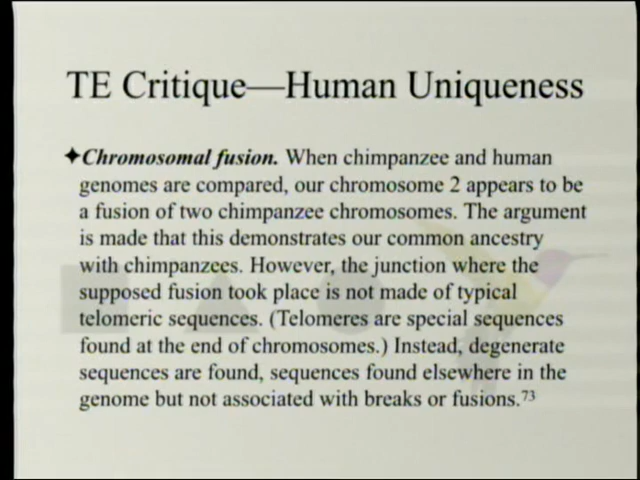 TE Critique—Human Uniqueness
✦Chromosomal fusion. When chimpanzee and human
genomes are compared, our chromosome 2 appears to be
a fusion of two chimpanzee chromosomes. The argument
is made that this demonstrates our common ancestry
with chimpanzees. However, the junction where the
supposed fusion took place is not made of typical
telomeric sequences. (Telomeres are special sequences
found at the end of chromosomes.) Instead, degenerate
sequences are found, sequences found elsewhere in the
genome but not associated with breaks or fusions.⁷³